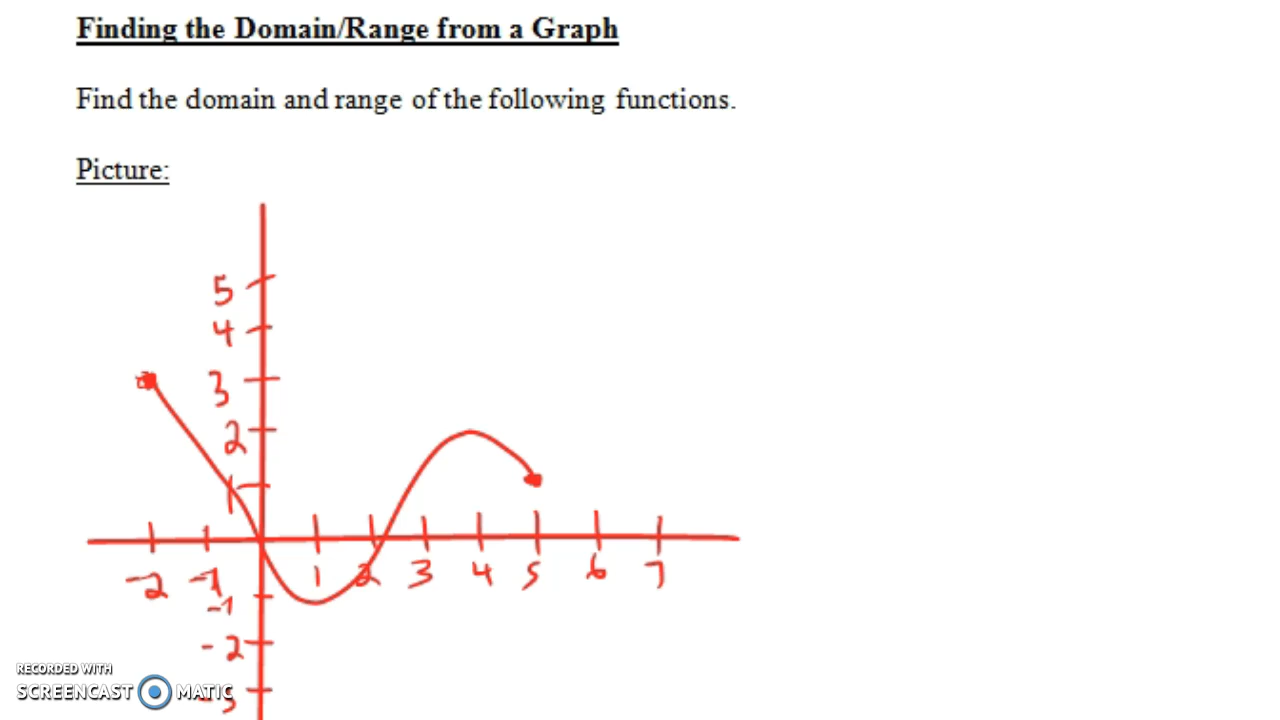 Finding the Domain/Range from a Graph
Find the domain and range of the following functions.
Picture:
5
4
3
2
1
-2 -1 1 2 3 4 5 6 7
-1
-2
-3
RECORDED WITH
SCREENCAST MATIC